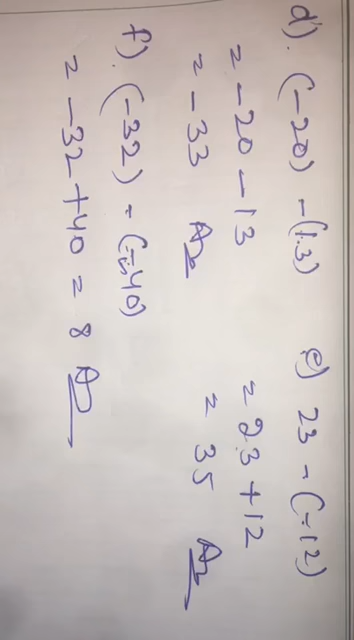 d). (-20) -(13)
= -20 - 13
= - 33 Ans
e) 23 - (-12)
= 23 + 12
= 35 Ans
f). (-32) - (-40)
= -32 + 40 = 8 Ans